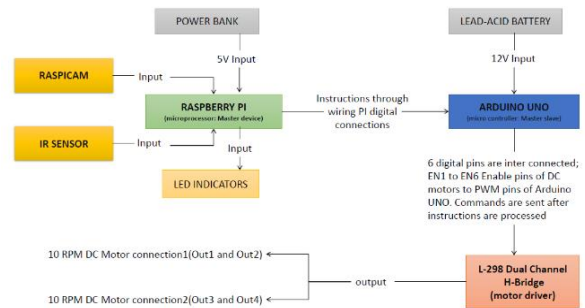 POWER BANK
LEAD-ACID BATTERY
5V Input
12V Input
RASPICAM
Input
RASPBERRY PI
(microprocessor: Master device)
Instructions through
wiring PI digital
connections
ARDUINO UNO
(micro controller: Master slave)
IR SENSOR
Input
Input
LED INDICATORS
6 digital pins are inter connected;
EN1 to EN6 Enable pins of DC
motors to PWM pins of Arduino
UNO. Commands are sent after
instructions are processed
10 RPM DC Motor connection1(Out1 and Out2)
output
L-298 Dual Channel
H-Bridge
(motor driver)
10 RPM DC Motor connection2(Out3 and Out4)